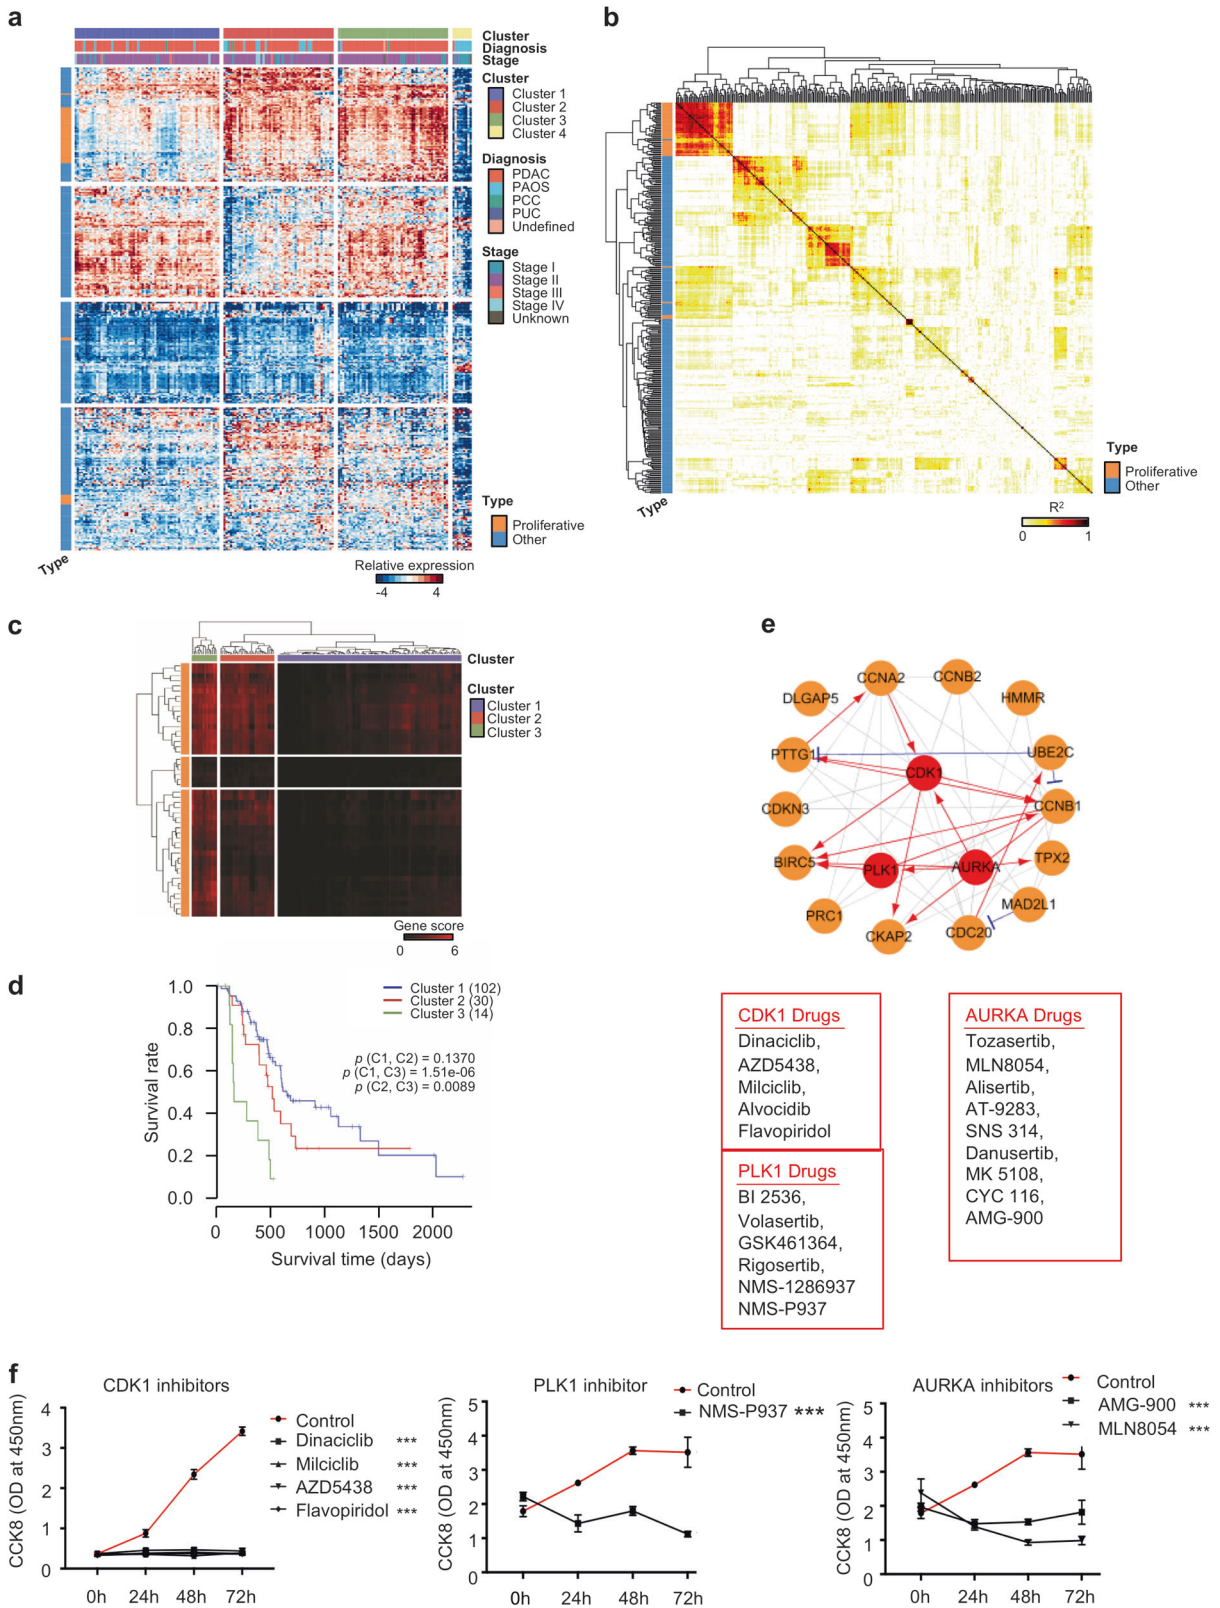 a
Cluster
Diagnosis
Stage
Cluster
Cluster 1
Cluster 2
Cluster 3
Cluster 4
Diagnosis
PDAC
PAOS
PCC
PUC
Undefined
Stage
Stage I
Stage II
Stage III
Stage IV
Unknown
Type
Proliferative
Other
Type
Relative expression
-4 4
b
Type
Proliferative
Other
Type
R²
0 1
c
Cluster
Cluster
Cluster 1
Cluster 2
Cluster 3
Gene score
0 6
d
Cluster 1 (102)
Cluster 2 (30)
Cluster 3 (14)
p (C1, C2) = 0.1370
p (C1, C3) = 1.51e-06
p (C2, C3) = 0.0089
Survival rate
1.0
0.8
0.6
0.4
0.2
0.0
0 500 1000 1500 2000
Survival time (days)
e
CCNA2
CCNB2
DLGAP5
HMMR
PTTG1
UBE2C
CDK1
CDKN3
CCNB1
BIRC5
PLK1
AURKA
TPX2
PRC1
MAD2L1
CKAP2
CDC20
CDK1 Drugs
Dinaciclib,
AZD5438,
Milciclib,
Alvocidib
Flavopiridol
PLK1 Drugs
BI 2536,
Volasertib,
GSK461364,
Rigosertib,
NMS-1286937
NMS-P937
AURKA Drugs
Tozasertib,
MLN8054,
Alisertib,
AT-9283,
SNS 314,
Danusertib,
MK 5108,
CYC 116,
AMG-900
f
CDK1 inhibitors
CCK8 (OD at 450nm)
4
3
2
1
0
0h 24h 48h 72h
Control
Dinaciclib ***
Milciclib ***
AZD5438 ***
Flavopiridol ***
PLK1 inhibitor
CCK8 (OD at 450nm)
5
4
3
2
1
0
0h 24h 48h 72h
Control
NMS-P937 ***
AURKA inhibitors
CCK8 (OD at 450nm)
5
4
3
2
1
0
0h 24h 48h 72h
Control
AMG-900 ***
MLN8054 ***